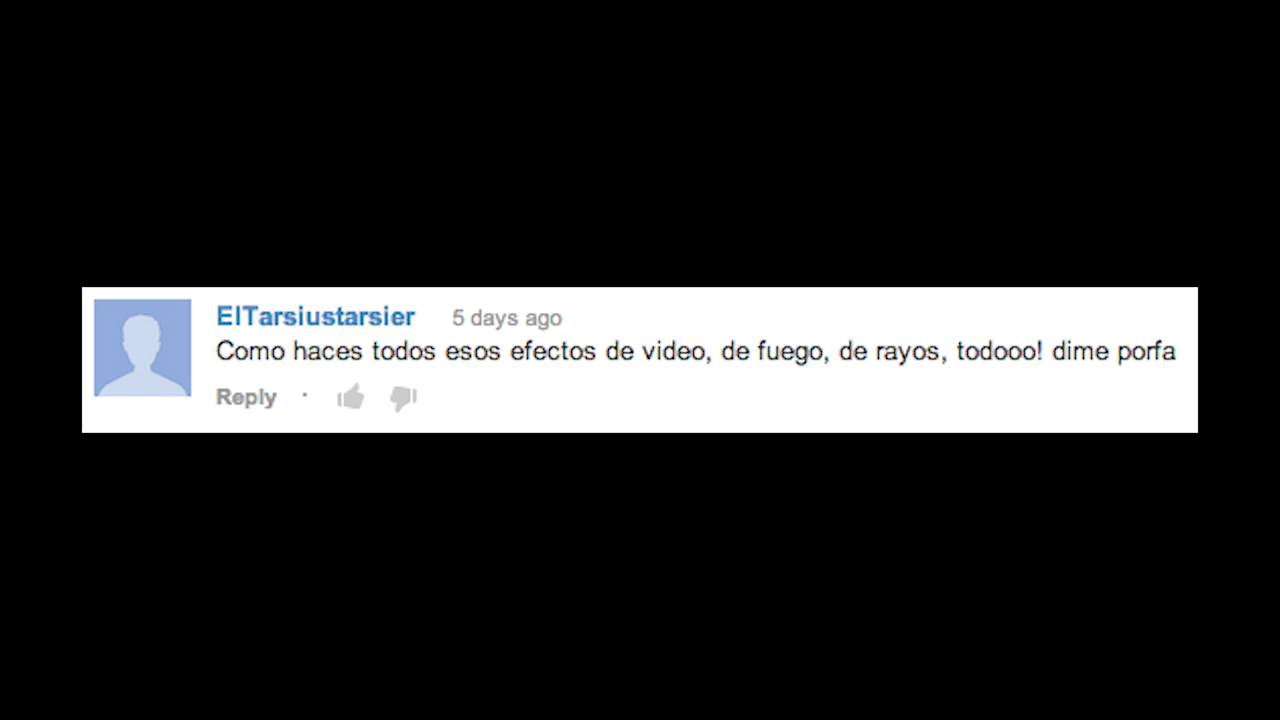 ElTarsiustarsier 5 days ago
Como haces todos esos efectos de video, de fuego, de rayos, todooo! dime porfa
Reply ·